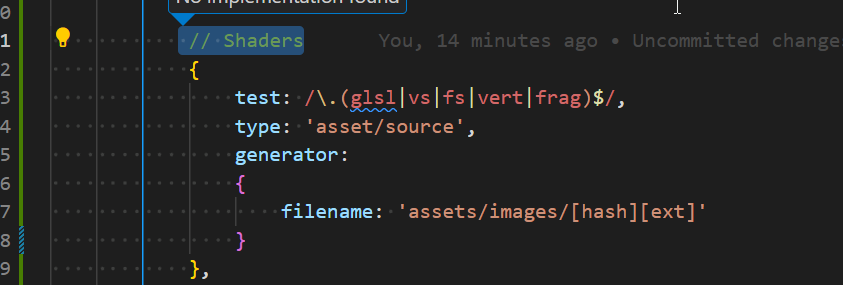 No implementation found
0
1 // Shaders You, 14 minutes ago • Uncommitted change
2 {
3 test: /\.(glsl|vs|fs|vert|frag)$/,
4 type: 'asset/source',
5 generator:
6 {
7 filename: 'assets/images/[hash][ext]'
8 }
9 },